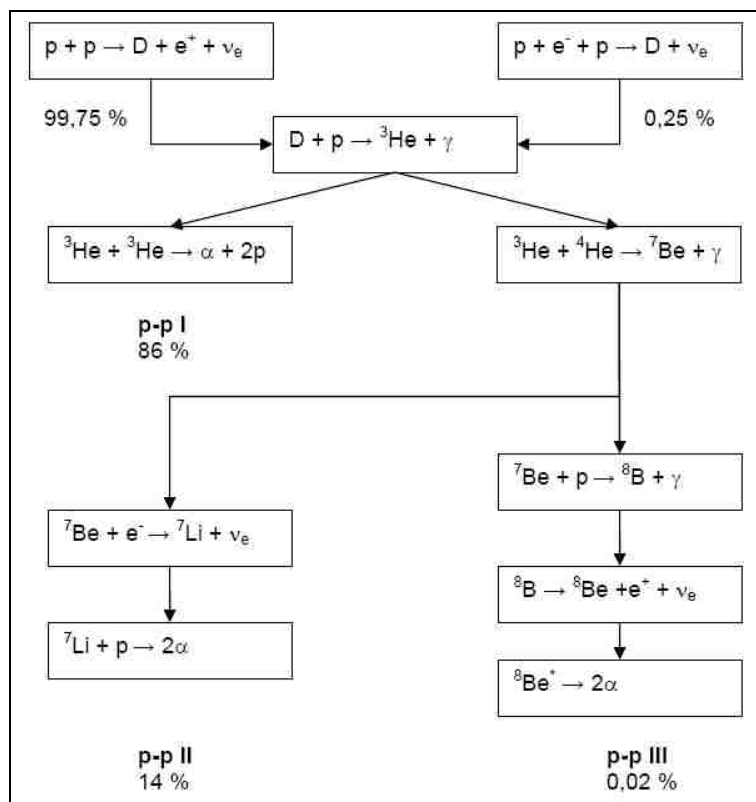 p + p → D + e⁺ + νₑ
p + e⁻ + p → D + νₑ
99,75 %
0,25 %
D + p → ³He + γ
³He + ³He → α + 2p
³He + ⁴He → ⁷Be + γ
p-p I
86 %
⁷Be + p → ⁸B + γ
⁷Be + e⁻ → ⁷Li + νₑ
⁸B → ⁸Be +e⁺ + νₑ
⁷Li + p → 2α
⁸Be* → 2α
p-p II
14 %
p-p III
0,02 %